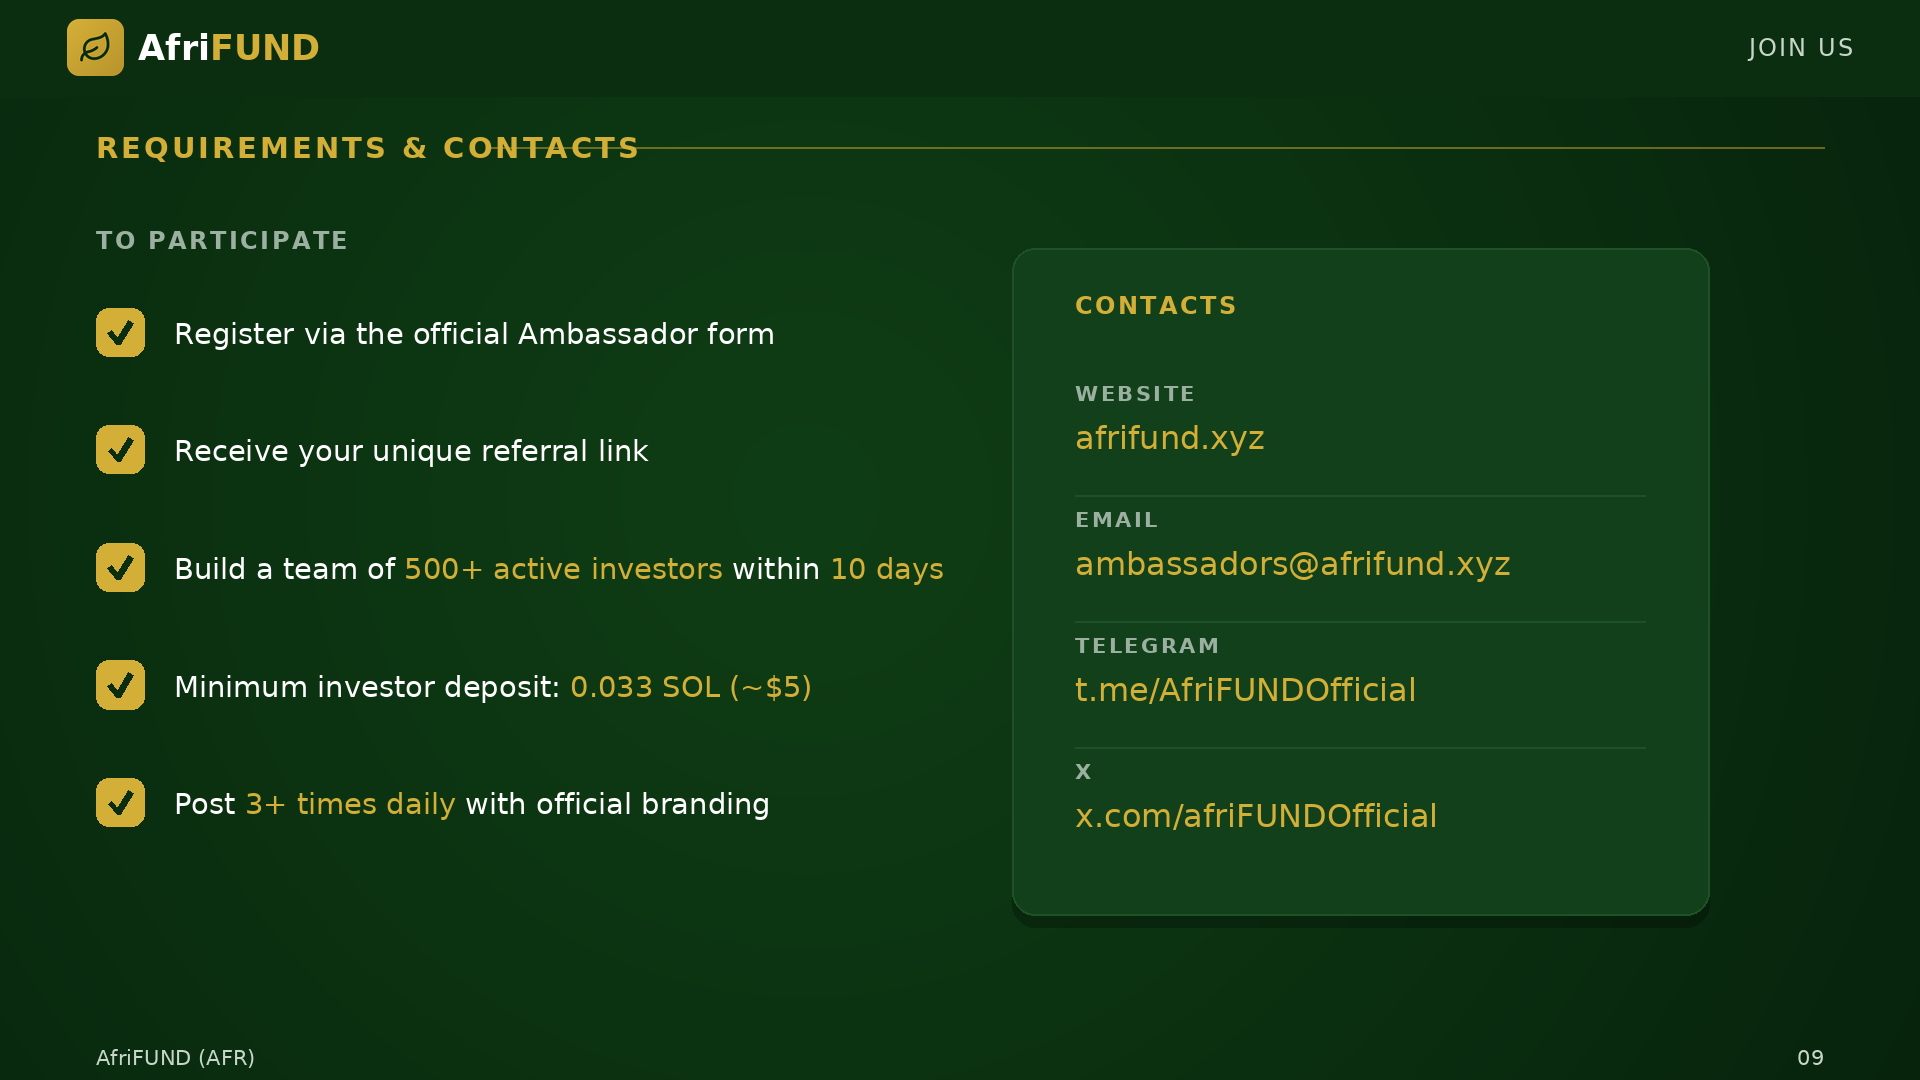 AfriFUND
JOIN US
REQUIREMENTS & CONTACTS
TO PARTICIPATE
Register via the official Ambassador form
Receive your unique referral link
Build a team of 500+ active investors within 10 days
Minimum investor deposit: 0.033 SOL (~$5)
Post 3+ times daily with official branding
CONTACTS
WEBSITE
afrifund.xyz
EMAIL
ambassadors@afrifund.xyz
TELEGRAM
t.me/AfriFUNDOfficial
X
x.com/afriFUNDOfficial
AfriFUND (AFR)
09